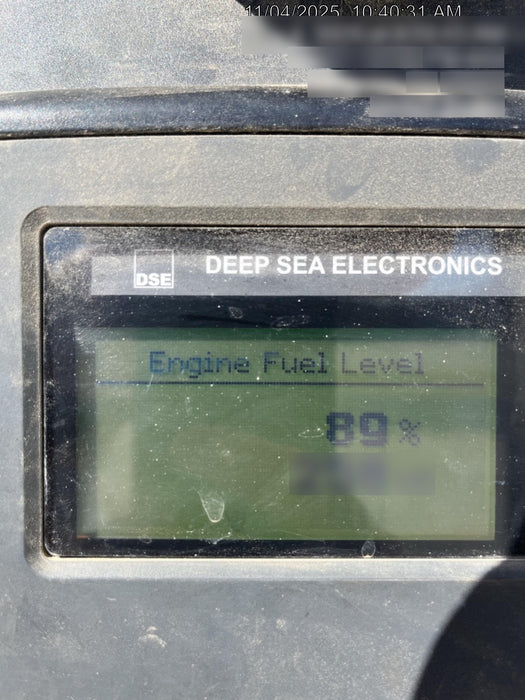 11/04/2025 10:40:31 AM
DSE
DEEP SEA ELECTRONICS
Engine Fuel Level
89 %